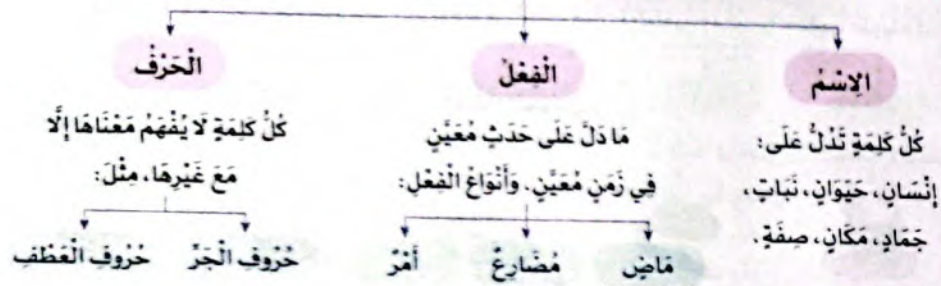 الِاسْمُ
كُلُّ كَلِمَةٍ تَدُلُّ عَلَى:
إِنْسَانٍ، حَيَوَانٍ، نَبَاتٍ،
جَمَادٍ، مَكَانٍ، صِفَةٍ.
الْفِعْلُ
مَا دَلَّ عَلَى حَدَثٍ مُعَيَّنٍ
فِي زَمَنٍ مُعَيَّنٍ. وَأَنْوَاعُ الْفِعْلِ:
مَاضٍ مُضَارِعٌ أَمْرٌ
الْحَرْفُ
كُلُّ كَلِمَةٍ لَا يُفْهَمُ مَعْنَاهَا إِلَّا
مَعَ غَيْرِهَا، مِثْلَ:
حُرُوفِ الْجَرِّ حُرُوفِ الْعَطْفِ